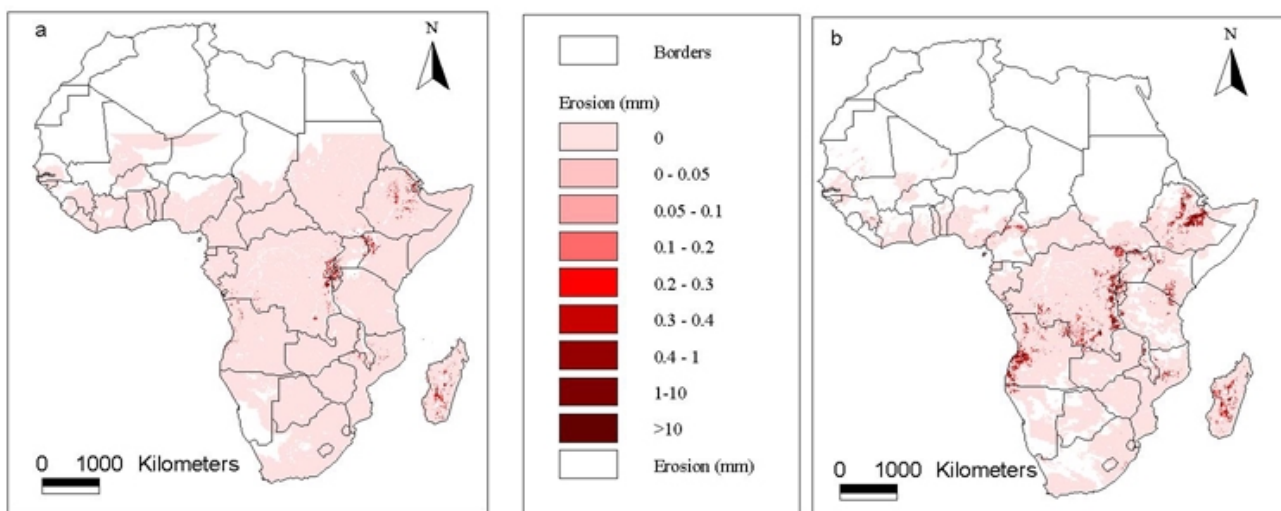 a
N
0 1000 Kilometers
Borders
Erosion (mm)
0
0 - 0.05
0.05 - 0.1
0.1 - 0.2
0.2 - 0.3
0.3 - 0.4
0.4 - 1
1-10
>10
Erosion (mm)
b
N
0 1000 Kilometers